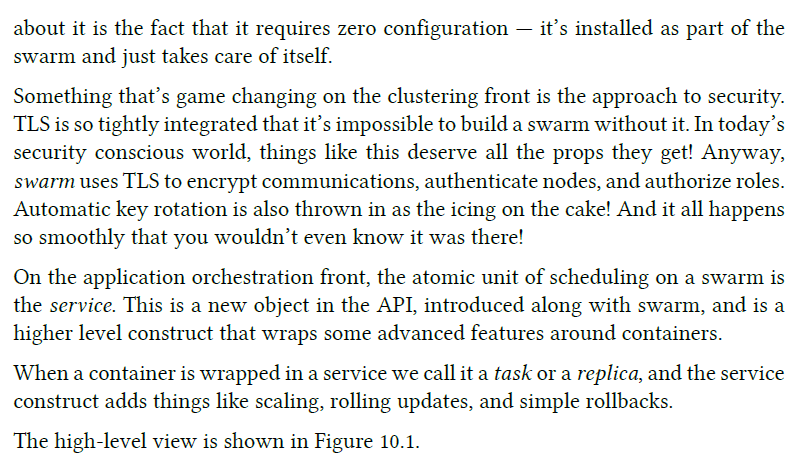 about it is the fact that it requires zero configuration — it’s installed as part of the
swarm and just takes care of itself.
Something that’s game changing on the clustering front is the approach to security.
TLS is so tightly integrated that it’s impossible to build a swarm without it. In today’s
security conscious world, things like this deserve all the props they get! Anyway,
swarm uses TLS to encrypt communications, authenticate nodes, and authorize roles.
Automatic key rotation is also thrown in as the icing on the cake! And it all happens
so smoothly that you wouldn’t even know it was there!
On the application orchestration front, the atomic unit of scheduling on a swarm is
the service. This is a new object in the API, introduced along with swarm, and is a
higher level construct that wraps some advanced features around containers.
When a container is wrapped in a service we call it a task or a replica, and the service
construct adds things like scaling, rolling updates, and simple rollbacks.
The high-level view is shown in Figure 10.1.